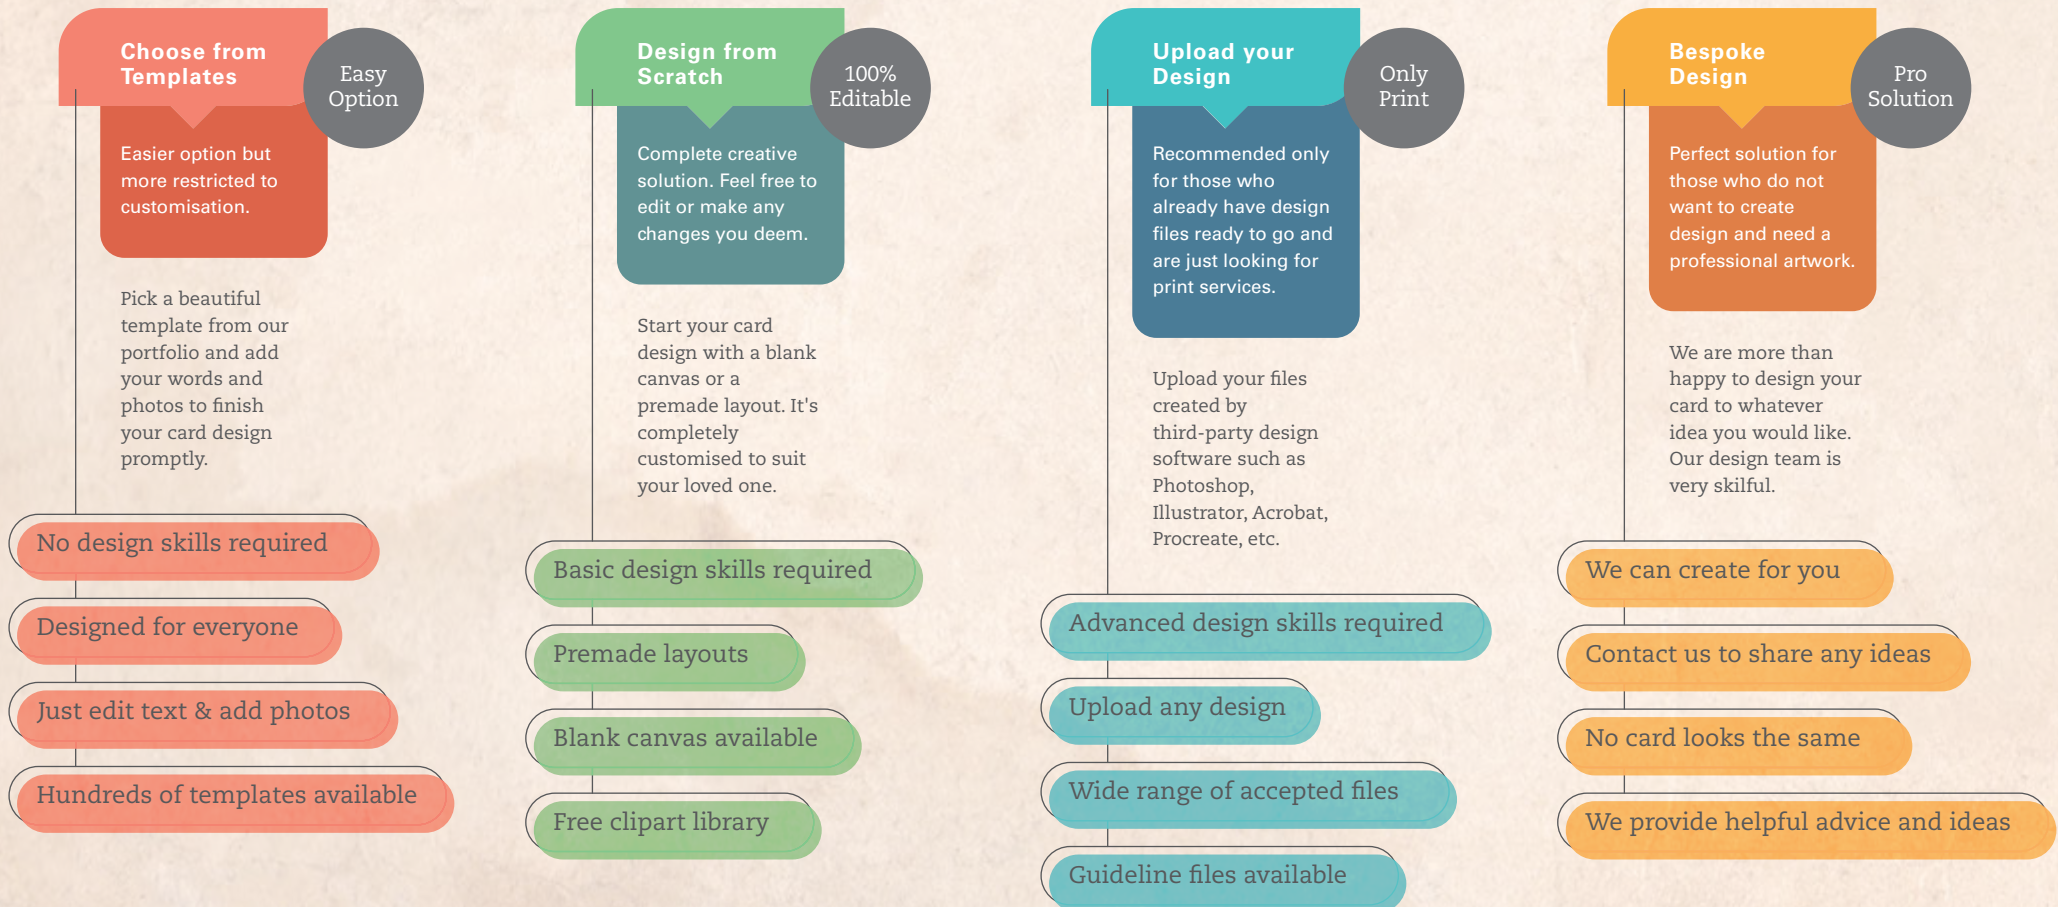 Choose from
Templates
Easy
Option
Easier option but
more restricted to
customisation.
Pick a beautiful
template from our
portfolio and add
your words and
photos to finish
your card design
promptly.
No design skills required
Designed for everyone
Just edit text & add photos
Hundreds of templates available
Design from
Scratch
100%
Editable
Complete creative
solution. Feel free to
edit or make any
changes you deem.
Start your card
design with a blank
canvas or a
premade layout. It's
completely
customised to suit
your loved one.
Basic design skills required
Premade layouts
Blank canvas available
Free clipart library
Upload your
Design
Only
Print
Recommended only
for those who
already have design
files ready to go and
are just looking for
print services.
Upload your files
created by
third-party design
software such as
Photoshop,
Illustrator, Acrobat,
Procreate, etc.
Advanced design skills required
Upload any design
Wide range of accepted files
Guideline files available
Bespoke
Design
Pro
Solution
Perfect solution for
those who do not
want to create
design and need a
professional artwork.
We are more than
happy to design your
card to whatever
idea you would like.
Our design team is
very skilful.
We can create for you
Contact us to share any ideas
No card looks the same
We provide helpful advice and ideas